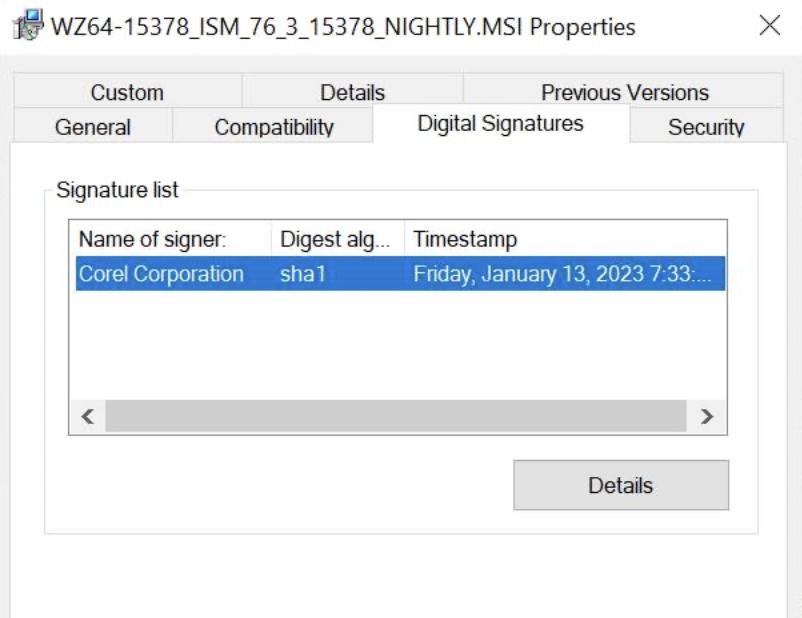 WZ64-15378_ISM_76_3_15378_NIGHTLY.MSI Properties
Custom Details Previous Versions
General Compatibility Digital Signatures Security
Signature list
Name of signer: Digest alg... Timestamp
Corel Corporation sha1 Friday, January 13, 2023 7:33:...
Details